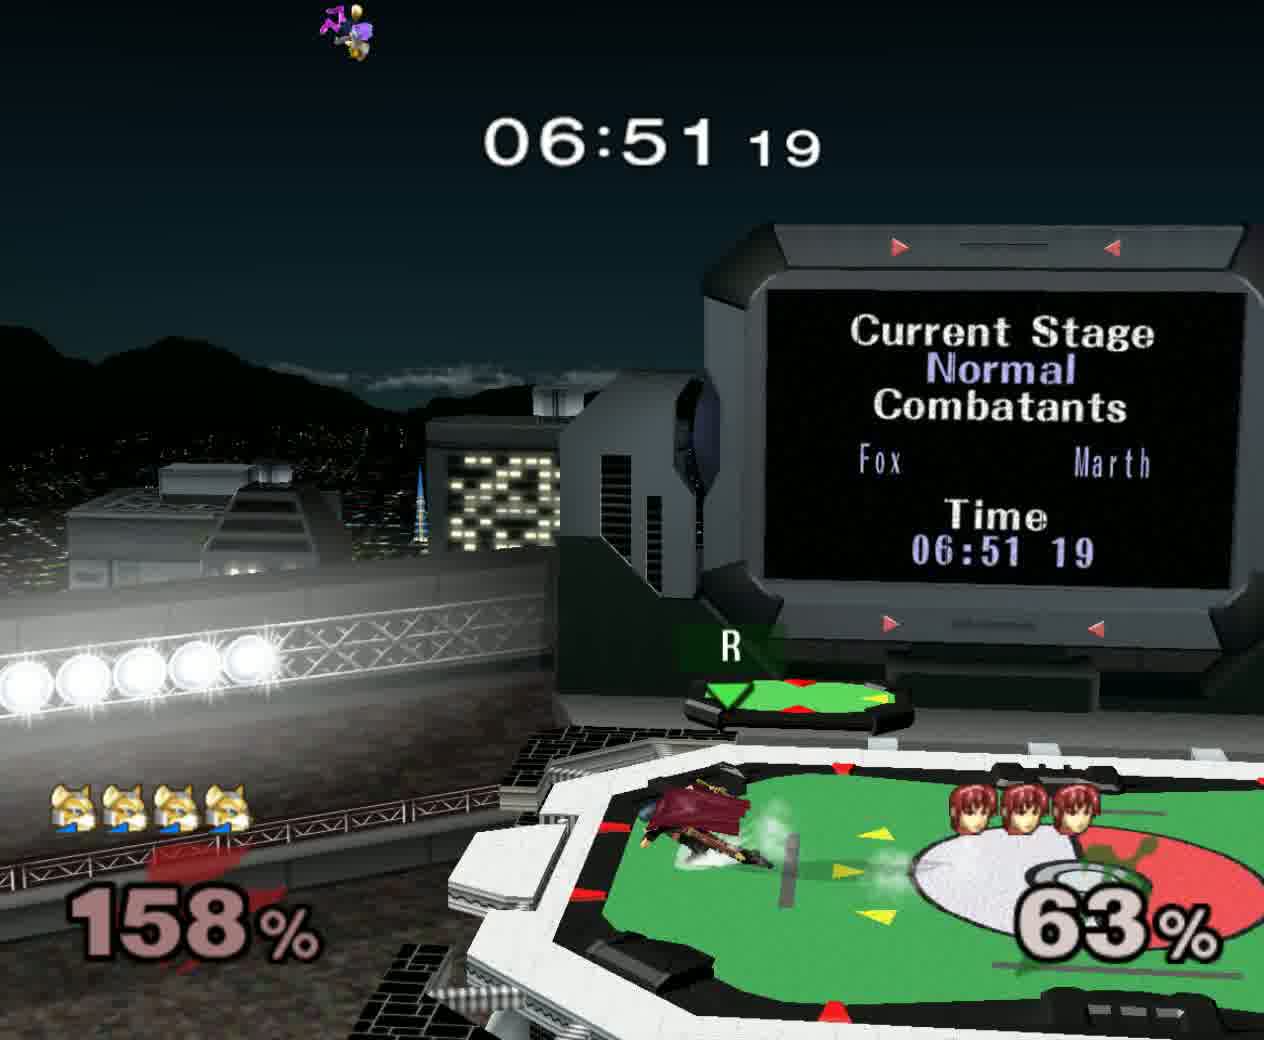 06:51 19
Current Stage
Normal
Combatants
Fox Marth
Time
06:51 19
R
158%
63%